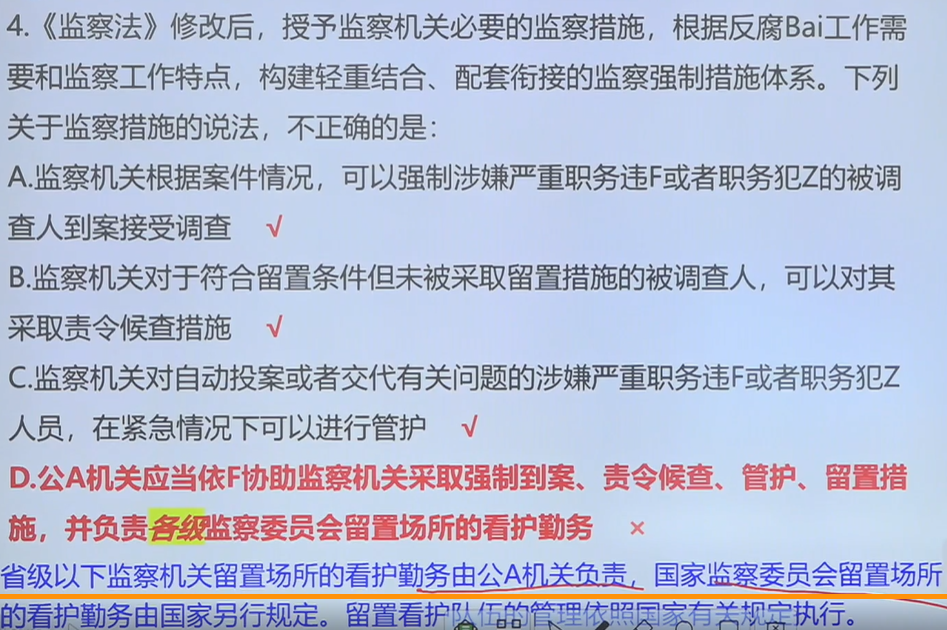 4.《监察法》修改后，授予监察机关必要的监察措施，根据反腐Bai工作需
要和监察工作特点，构建轻重结合、配套衔接的监察强制措施体系。下列
关于监察措施的说法，不正确的是：
A.监察机关根据案件情况，可以强制涉嫌严重职务违F或者职务犯Z的被调
查人到案接受调查 √
B.监察机关对于符合留置条件但未被采取留置措施的被调查人，可以对其
采取责令候查措施 √
C.监察机关对自动投案或者交代有关问题的涉嫌严重职务违F或者职务犯Z
人员，在紧急情况下可以进行管护 √
D.公A机关应当依F协助监察机关采取强制到案、责令候查、管护、留置措
施，并负责各级监察委员会留置场所的看护勤务 ×
省级以下监察机关留置场所的看护勤务由公A机关负责，国家监察委员会留置场所
的看护勤务由国家另行规定。留置看护队伍的管理依照国家有关规定执行。